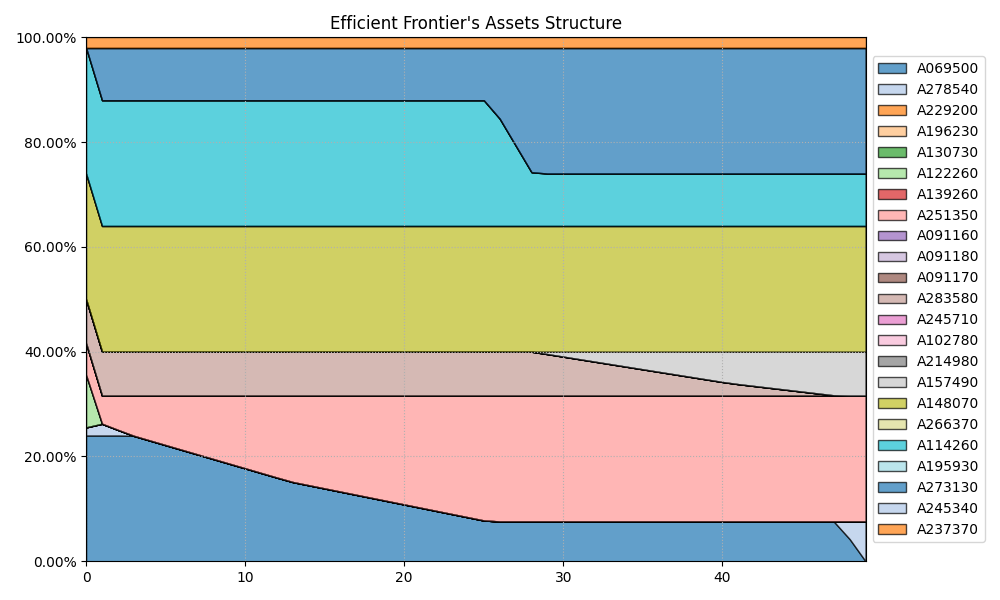 Efficient Frontier's Assets Structure
100.00%
80.00%
60.00%
40.00%
20.00%
0.00%
0
10
20
30
40
A069500
A278540
A229200
A196230
A130730
A122260
A139260
A251350
A091160
A091180
A091170
A283580
A245710
A102780
A214980
A157490
A148070
A266370
A114260
A195930
A273130
A245340
A237370